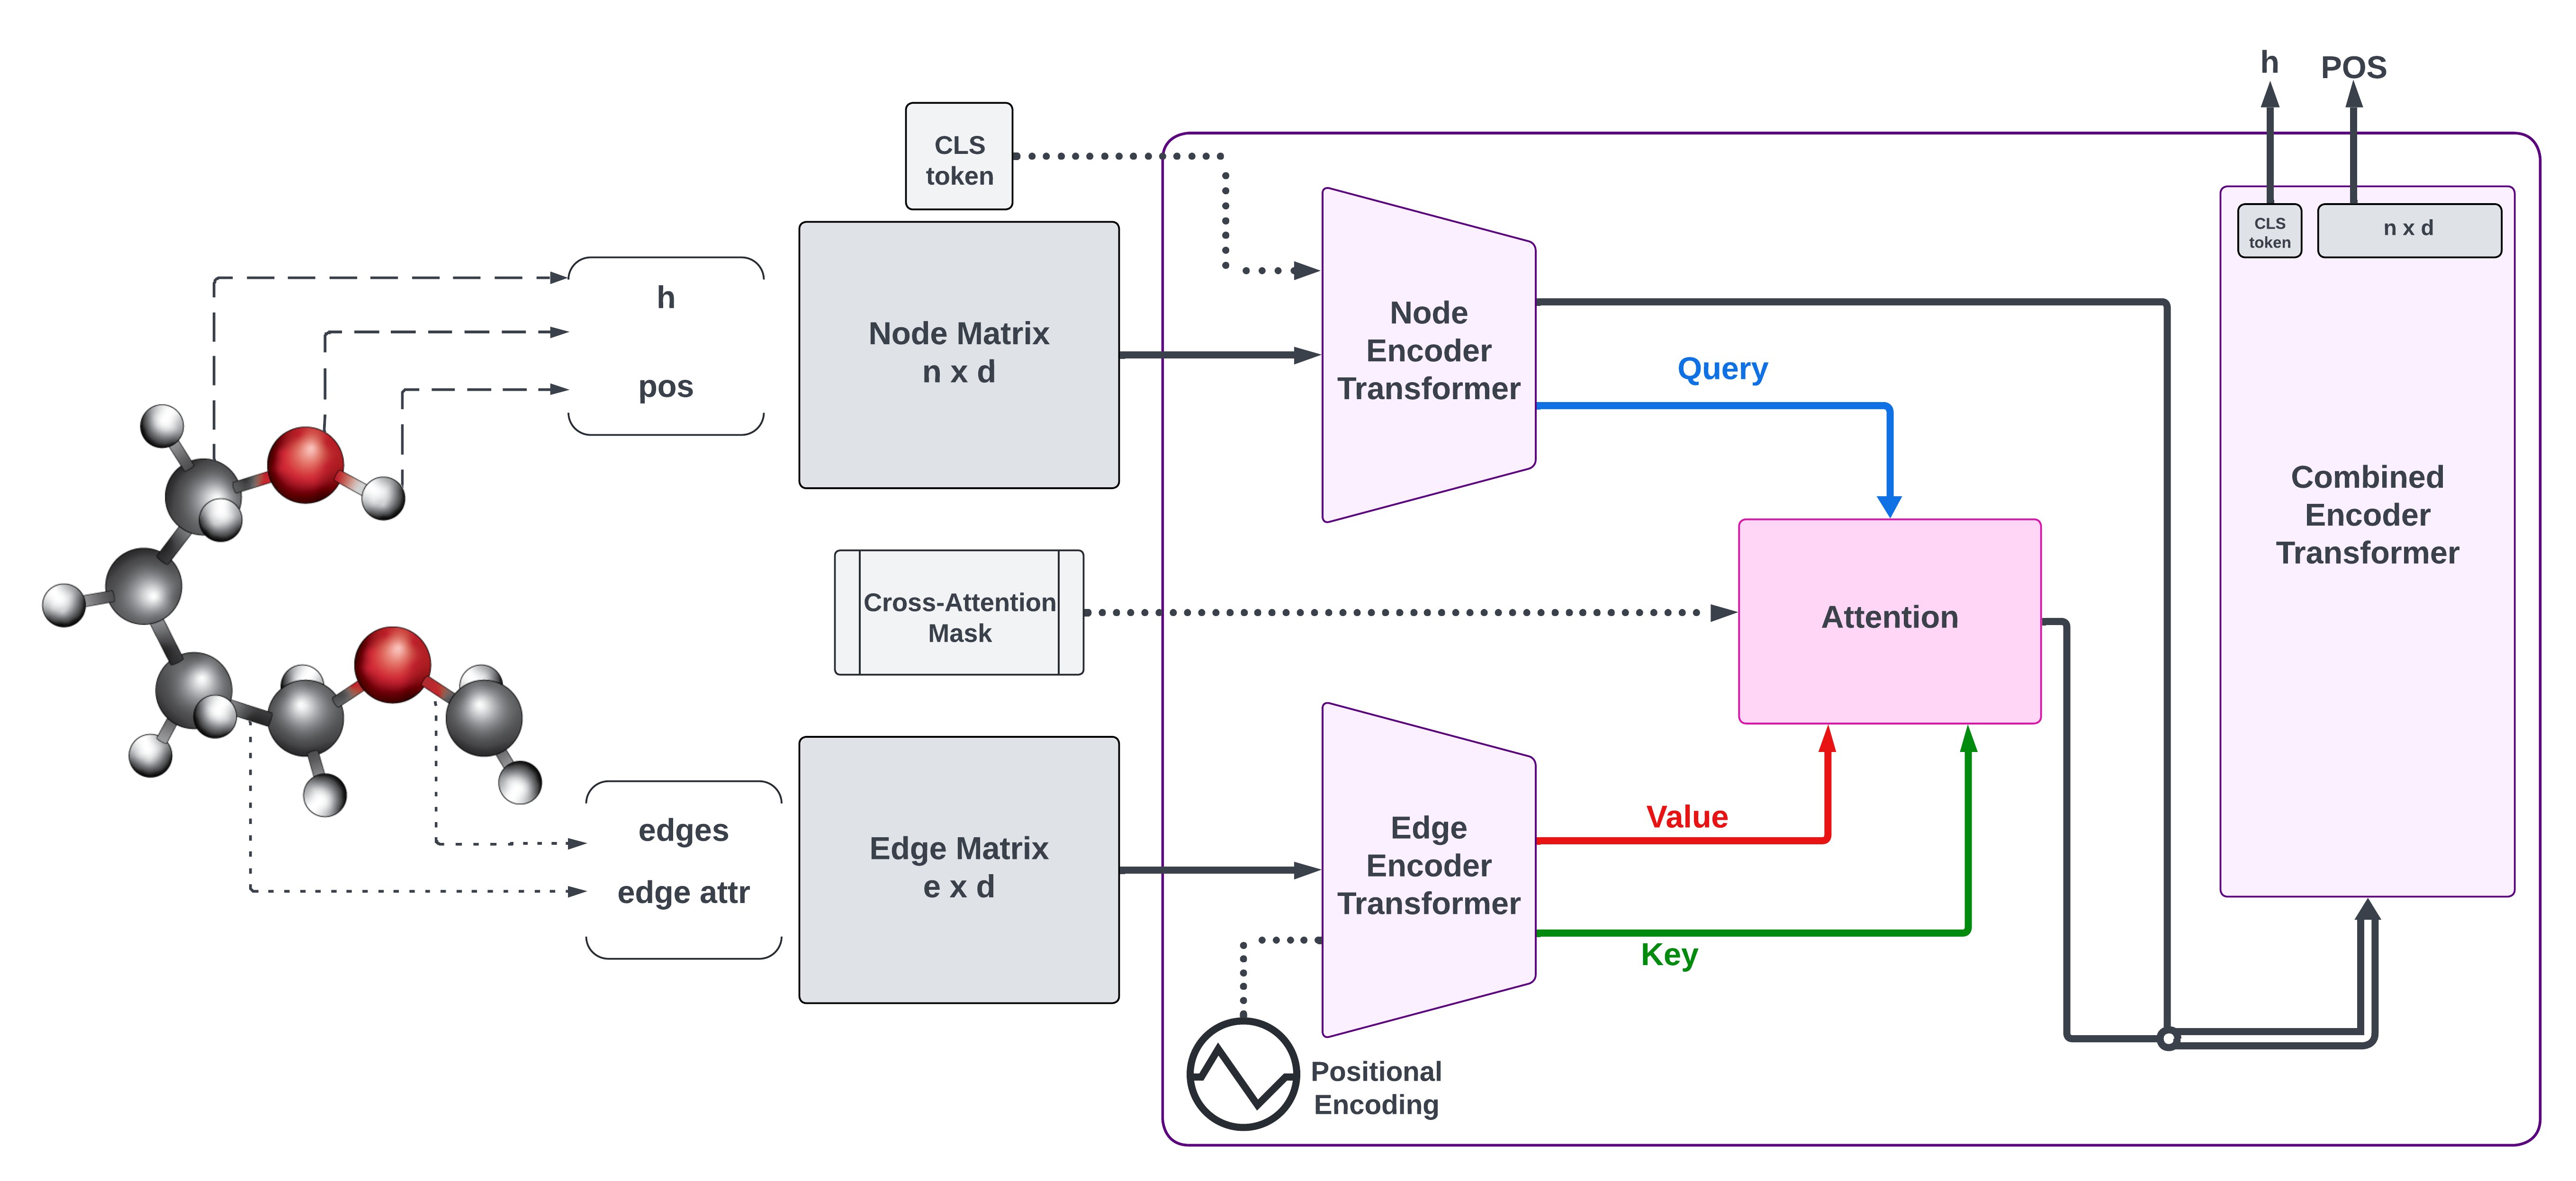 h
POS
CLS
token
CLS
token
n x d
h
pos
Node Matrix
n x d
Node
Encoder
Transformer
Query
Combined
Encoder
Transformer
Cross-Attention
Mask
Attention
edges
edge attr
Edge Matrix
e x d
Edge
Encoder
Transformer
Value
Key
Positional
Encoding